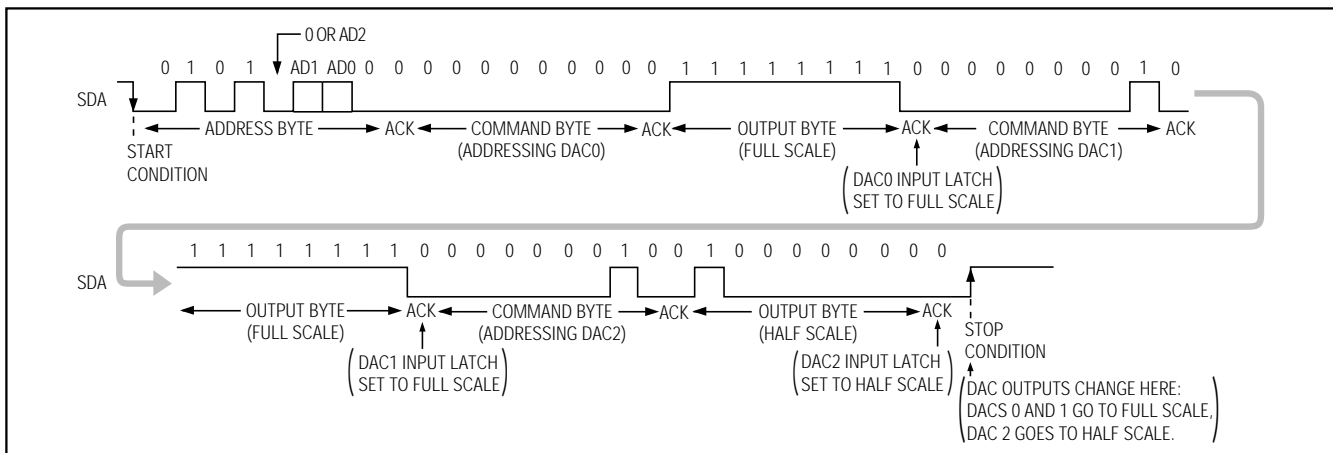 0 OR AD2
0 1 0 1 AD1 AD0 0 0 0 0 0 0 0 0 0 0 0 1 1 1 1 1 1 1 1 0 0 0 0 0 0 0 0 1 0
SDA
ADDRESS BYTE ACK COMMAND BYTE ACK OUTPUT BYTE ACK COMMAND BYTE ACK
START (ADDRESSING DAC0) (FULL SCALE) (ADDRESSING DAC1)
CONDITION
(DAC0 INPUT LATCH
SET TO FULL SCALE)
1 1 1 1 1 1 1 1 0 0 0 0 0 0 0 1 0 0 1 0 0 0 0 0 0 0 0
SDA
OUTPUT BYTE ACK COMMAND BYTE ACK OUTPUT BYTE ACK
(FULL SCALE) (ADDRESSING DAC2) (HALF SCALE)
STOP
CONDITION
(DAC1 INPUT LATCH
SET TO FULL SCALE)
(DAC2 INPUT LATCH
SET TO HALF SCALE)
(DAC OUTPUTS CHANGE HERE:
DACS 0 AND 1 GO TO FULL SCALE,
DAC 2 GOES TO HALF SCALE.)